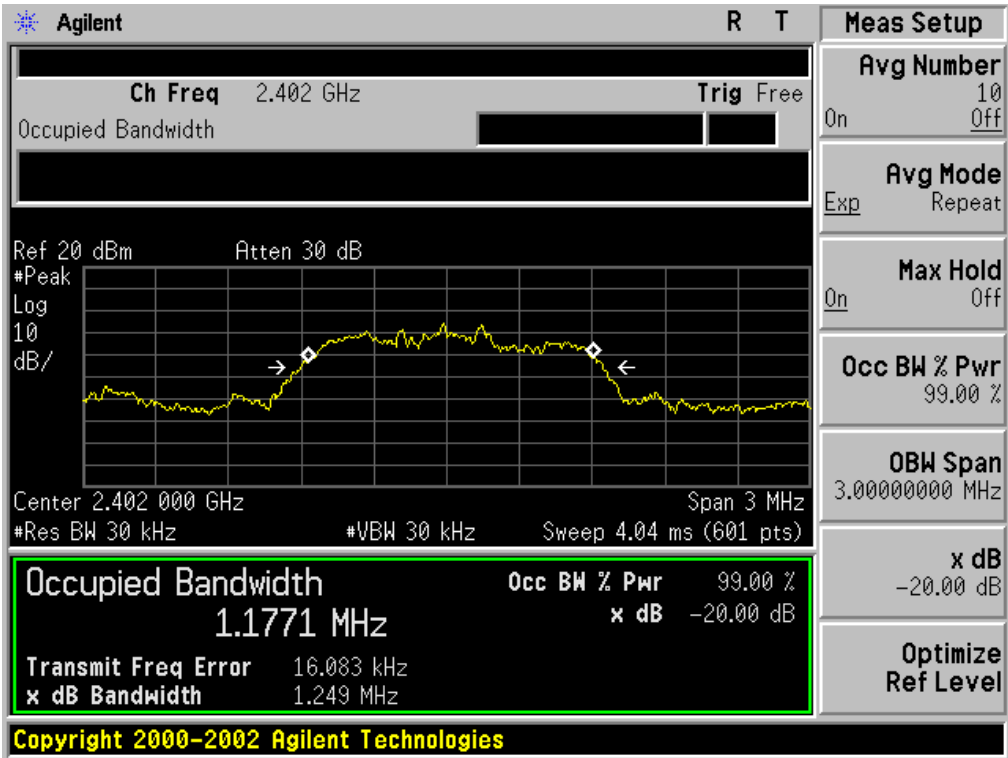 Agilent R T
Ch Freq 2.402 GHz Trig Free
Occupied Bandwidth
Ref 20 dBm Atten 30 dB
#Peak
Log
10
dB/
Center 2.402 000 GHz Span 3 MHz
#Res BW 30 kHz #VBW 30 kHz Sweep 4.04 ms (601 pts)
Occupied Bandwidth Occ BW % Pwr 99.00 %
1.1771 MHz x dB -20.00 dB
Transmit Freq Error 16.083 kHz
x dB Bandwidth 1.249 MHz
Copyright 2000-2002 Agilent Technologies
Meas Setup
Avg Number
10
On Off
Avg Mode
Exp Repeat
Max Hold
On Off
Occ BW % Pwr
99.00 %
OBW Span
3.00000000 MHz
x dB
-20.00 dB
Optimize
Ref Level